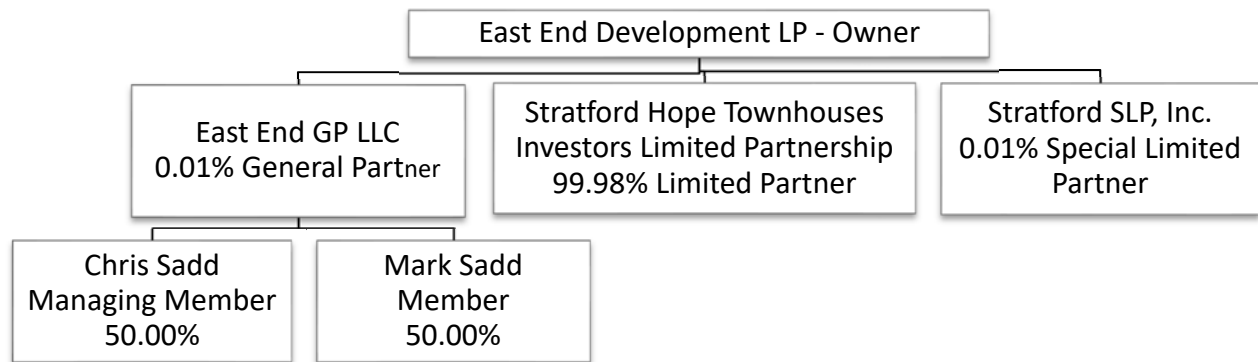 East End Development LP - Owner
East End GP LLC
0.01% General Partner
Stratford Hope Townhouses
Investors Limited Partnership
99.98% Limited Partner
Stratford SLP, Inc.
0.01% Special Limited
Partner
Chris Sadd
Managing Member
50.00%
Mark Sadd
Member
50.00%